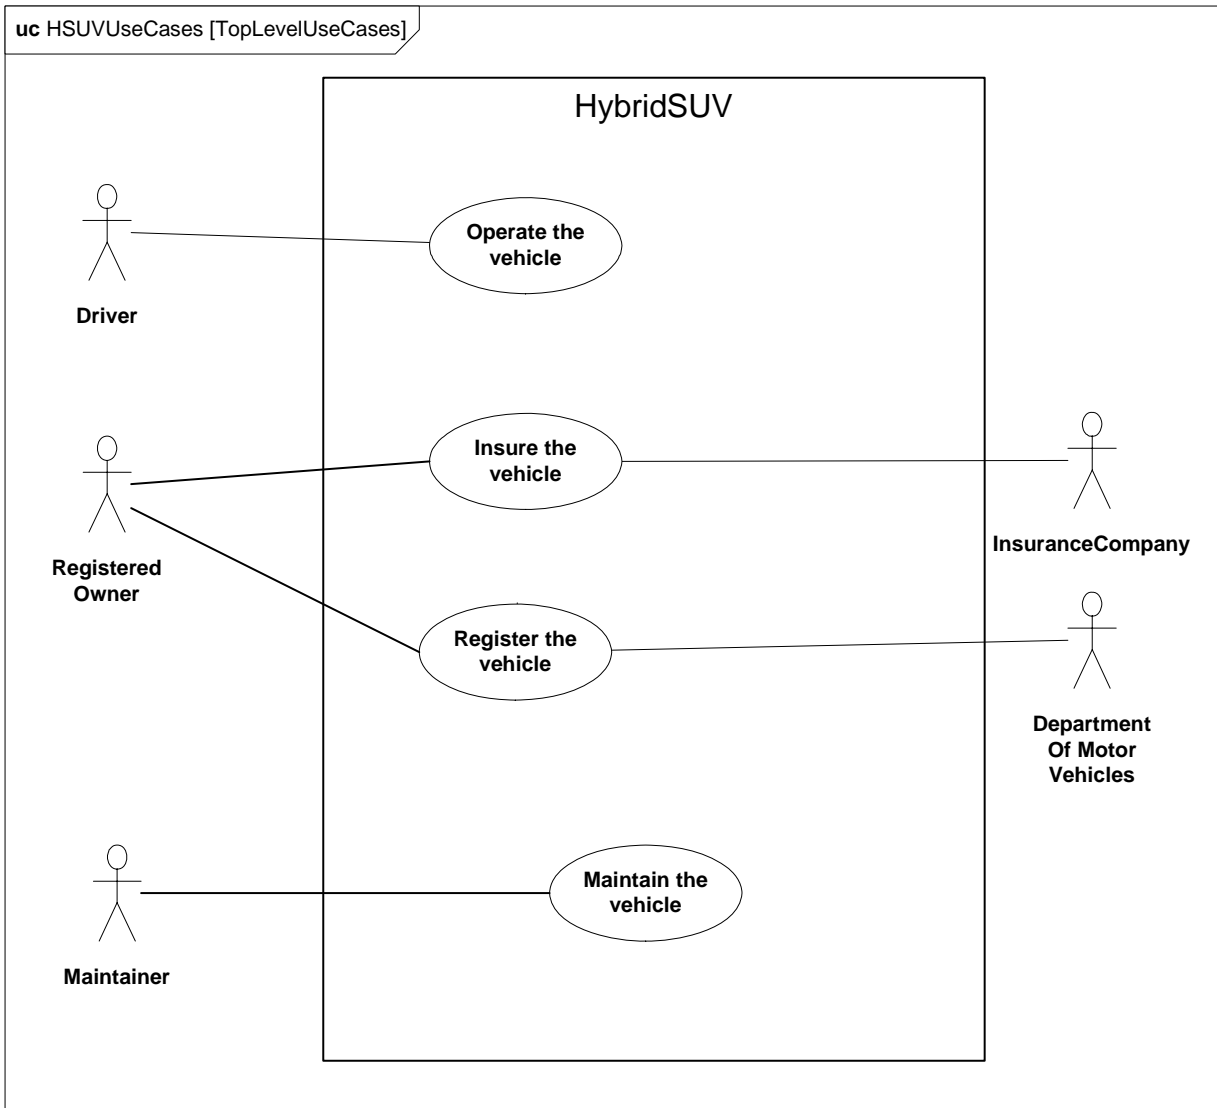 uc HSUVUseCases [TopLevelUseCases]
HybridSUV
Operate the
vehicle
Driver
Insure the
vehicle
Registered
Owner
InsuranceCompany
Register the
vehicle
Department
Of Motor
Vehicles
Maintain the
vehicle
Maintainer